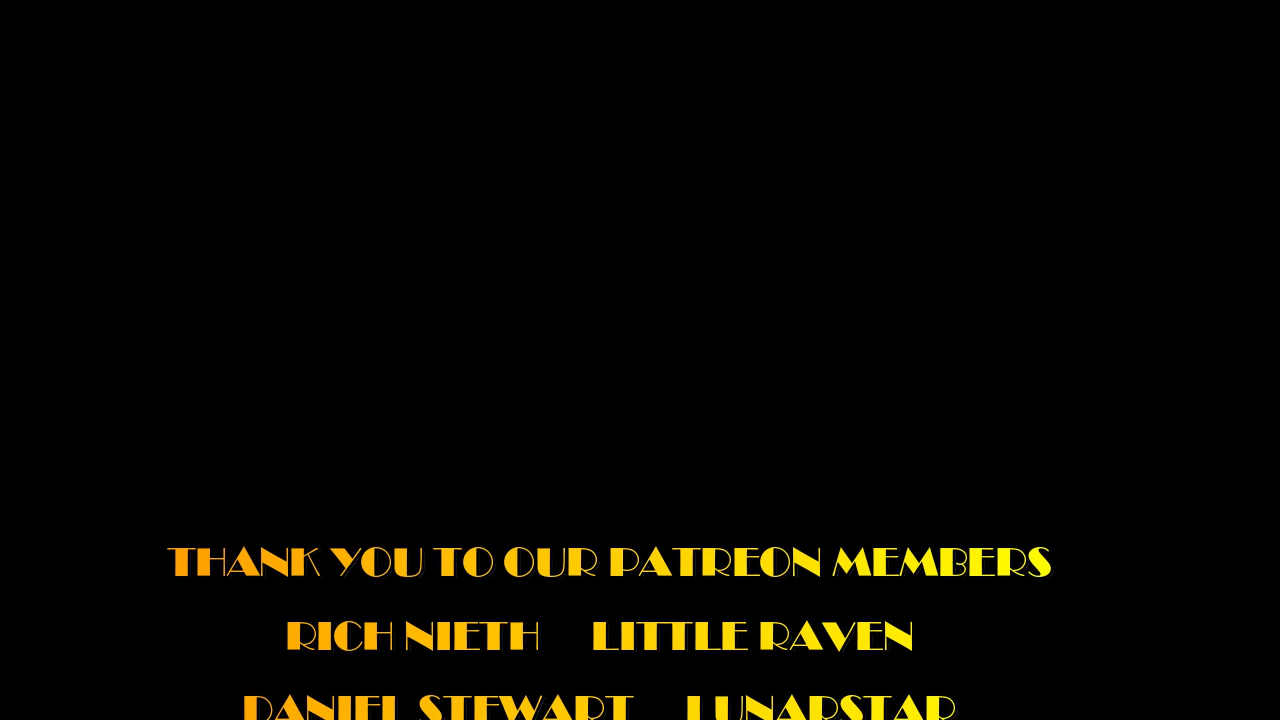 THANK YOU TO OUR PATREON MEMBERS
RICH NIETH LITTLE RAVEN
DANIEL STEWART LUNARSTAR